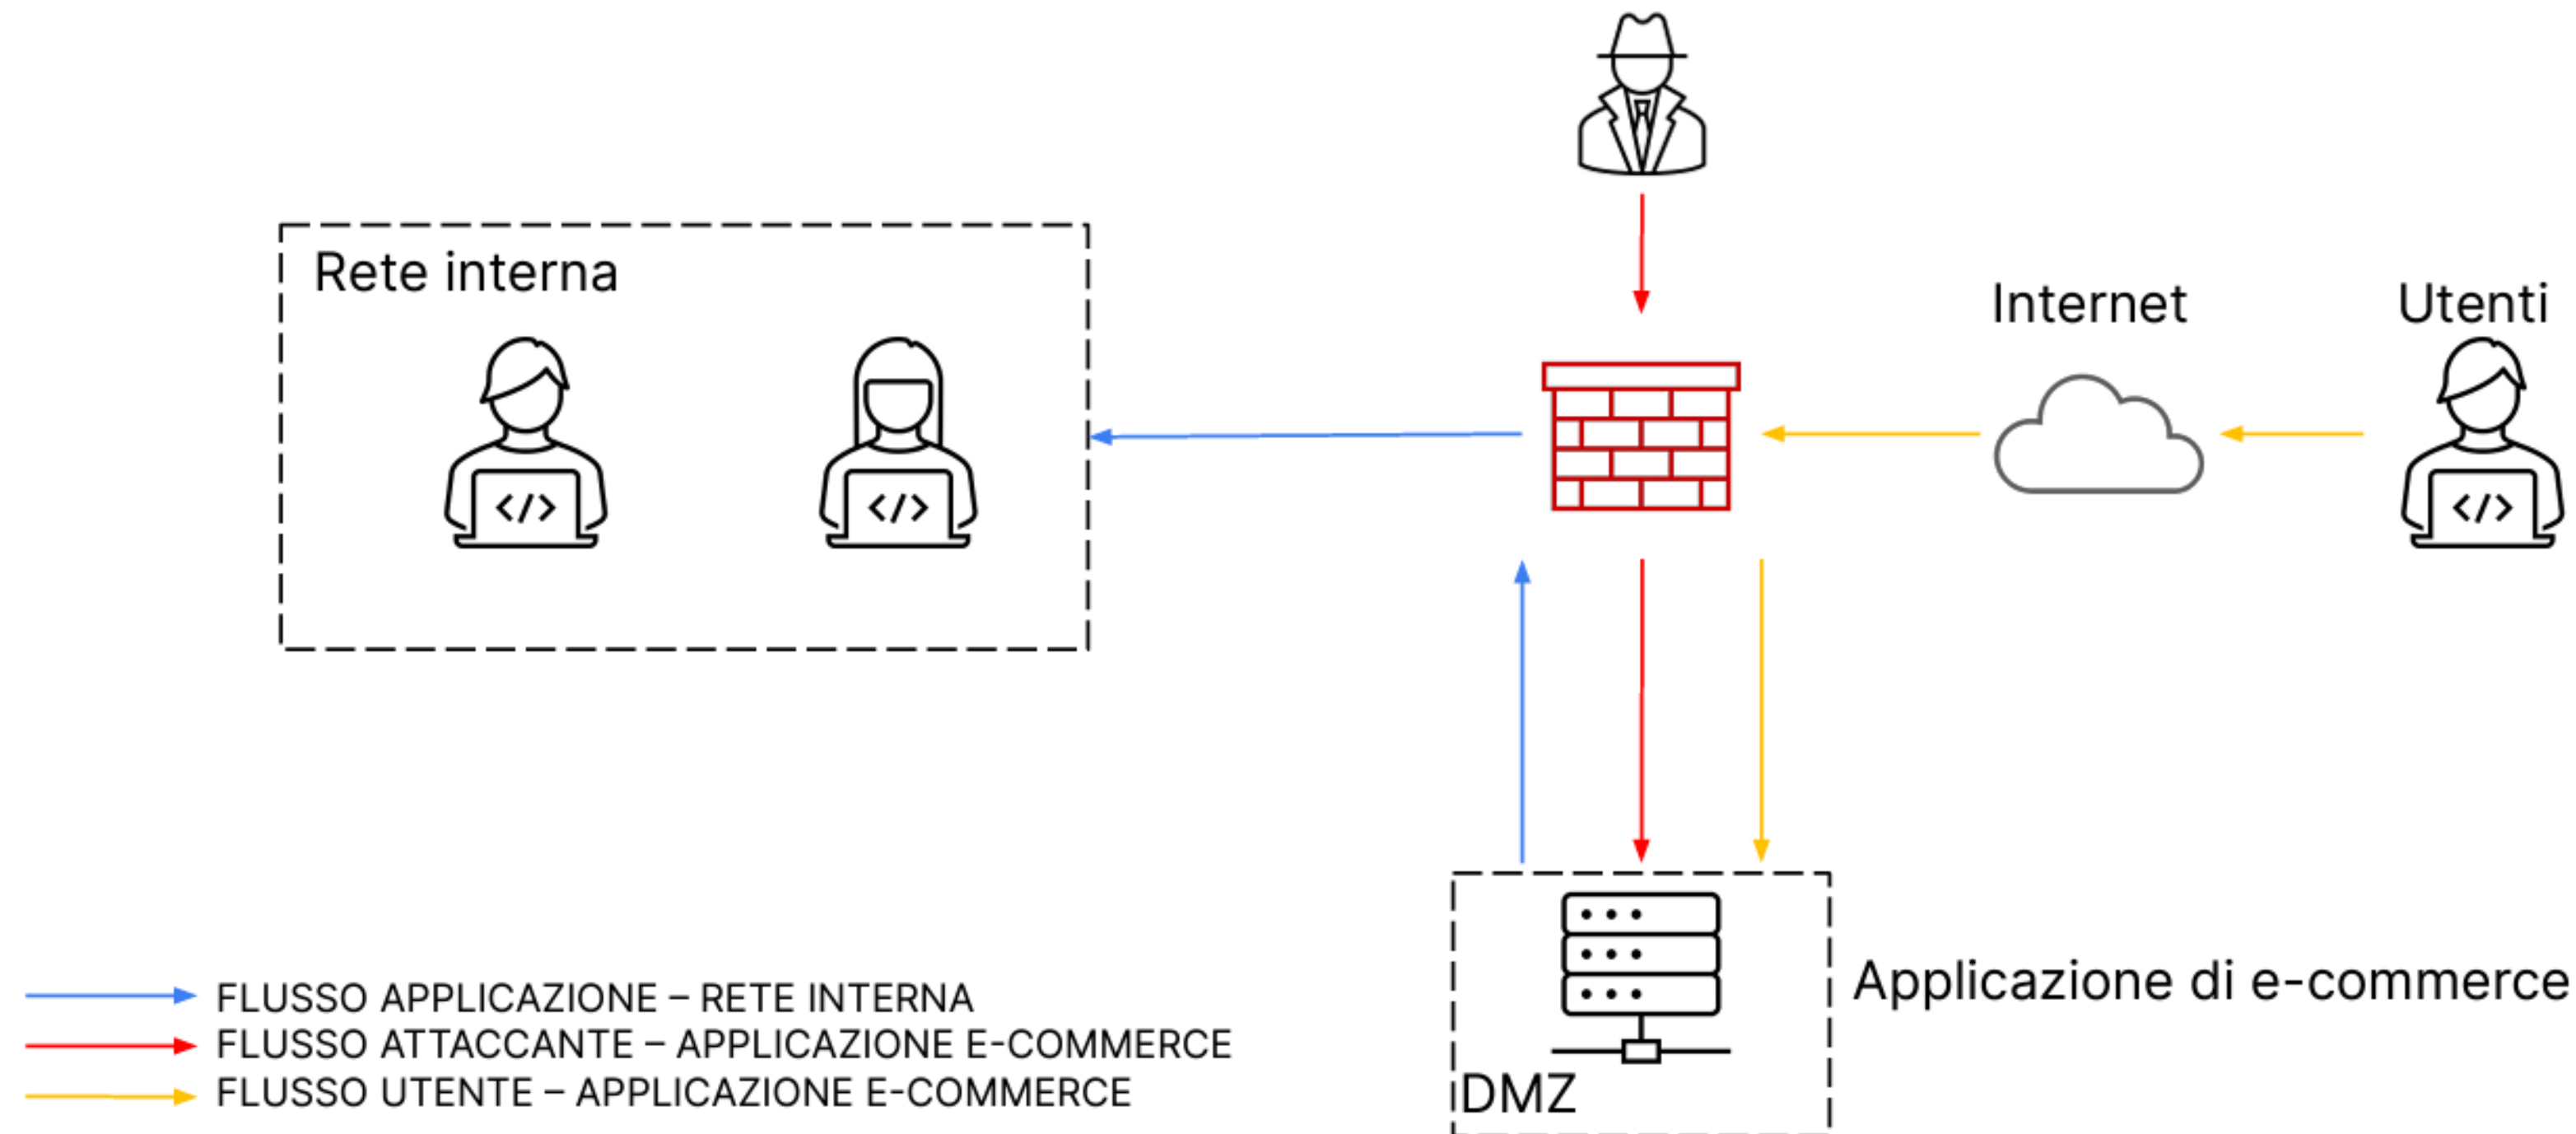 Rete interna
Internet
Utenti
</>
</>
</>
Applicazione di e-commerce
DMZ
FLUSSO APPLICAZIONE – RETE INTERNA
FLUSSO ATTACCANTE – APPLICAZIONE E-COMMERCE
FLUSSO UTENTE – APPLICAZIONE E-COMMERCE